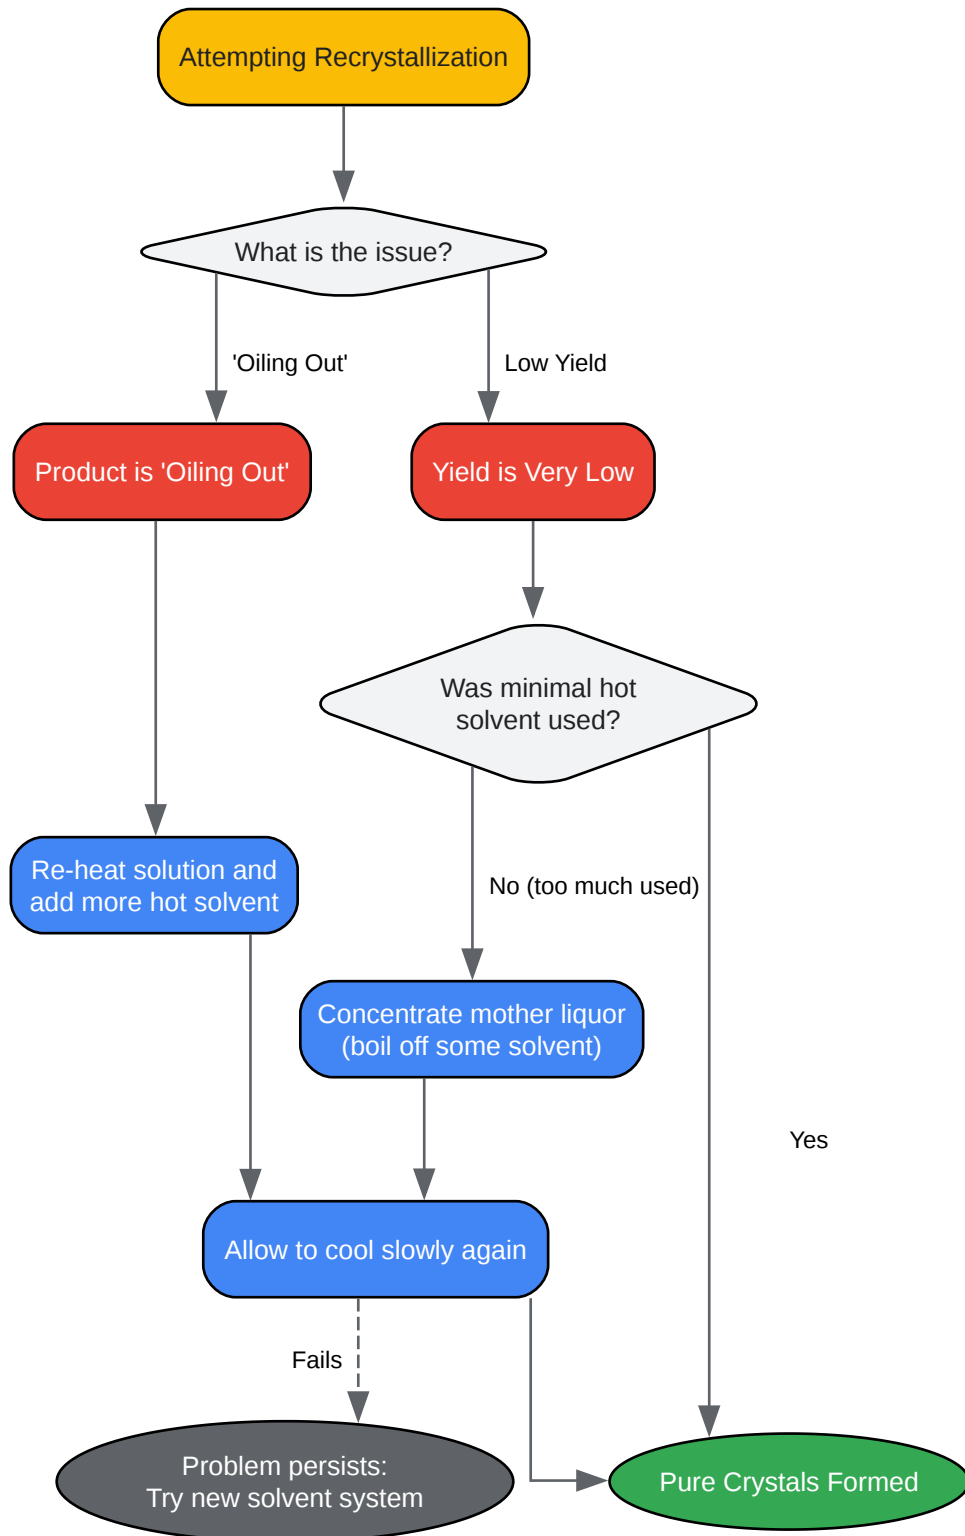 Attempting Recrystallization
What is the issue?
'Oiling Out'
Low Yield
Product is 'Oiling Out'
Yield is Very Low
Was minimal hot
solvent used?
Re-heat solution and
add more hot solvent
No (too much used)
Concentrate mother liquor
(boil off some solvent)
Yes
Allow to cool slowly again
Fails
Problem persists:
Try new solvent system
Pure Crystals Formed